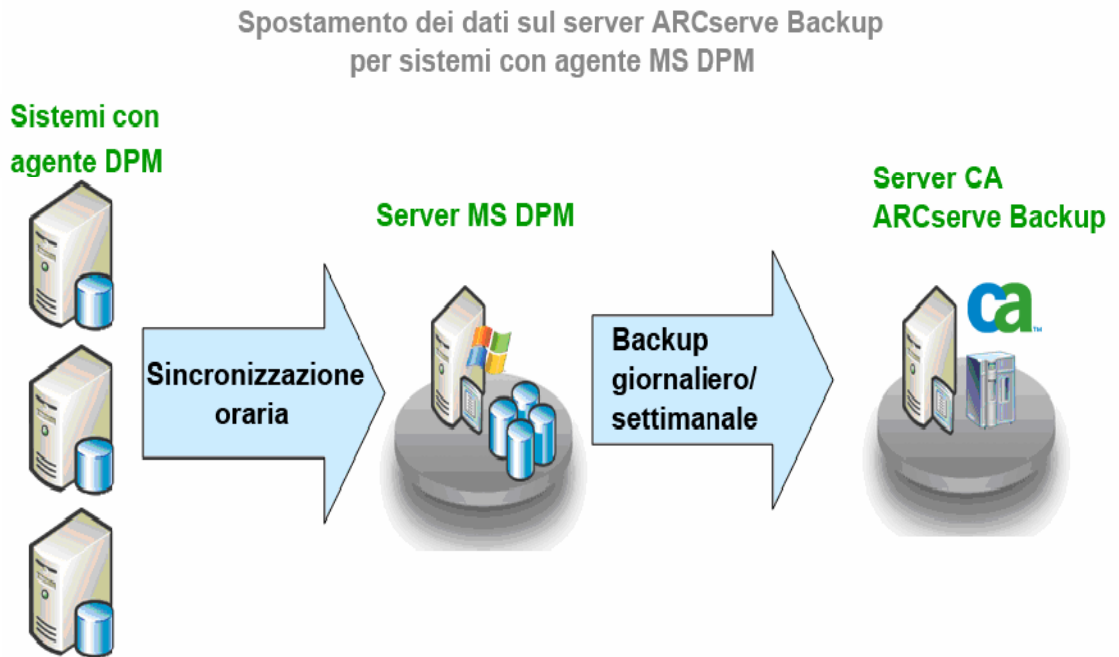 Spostamento dei dati sul server ARCserve Backup
per sistemi con agente MS DPM
Sistemi con
agente DPM
Server MS DPM
Server CA
ARCserve Backup
Sincronizzazione
oraria
Backup
giornaliero/
settimanale
ca